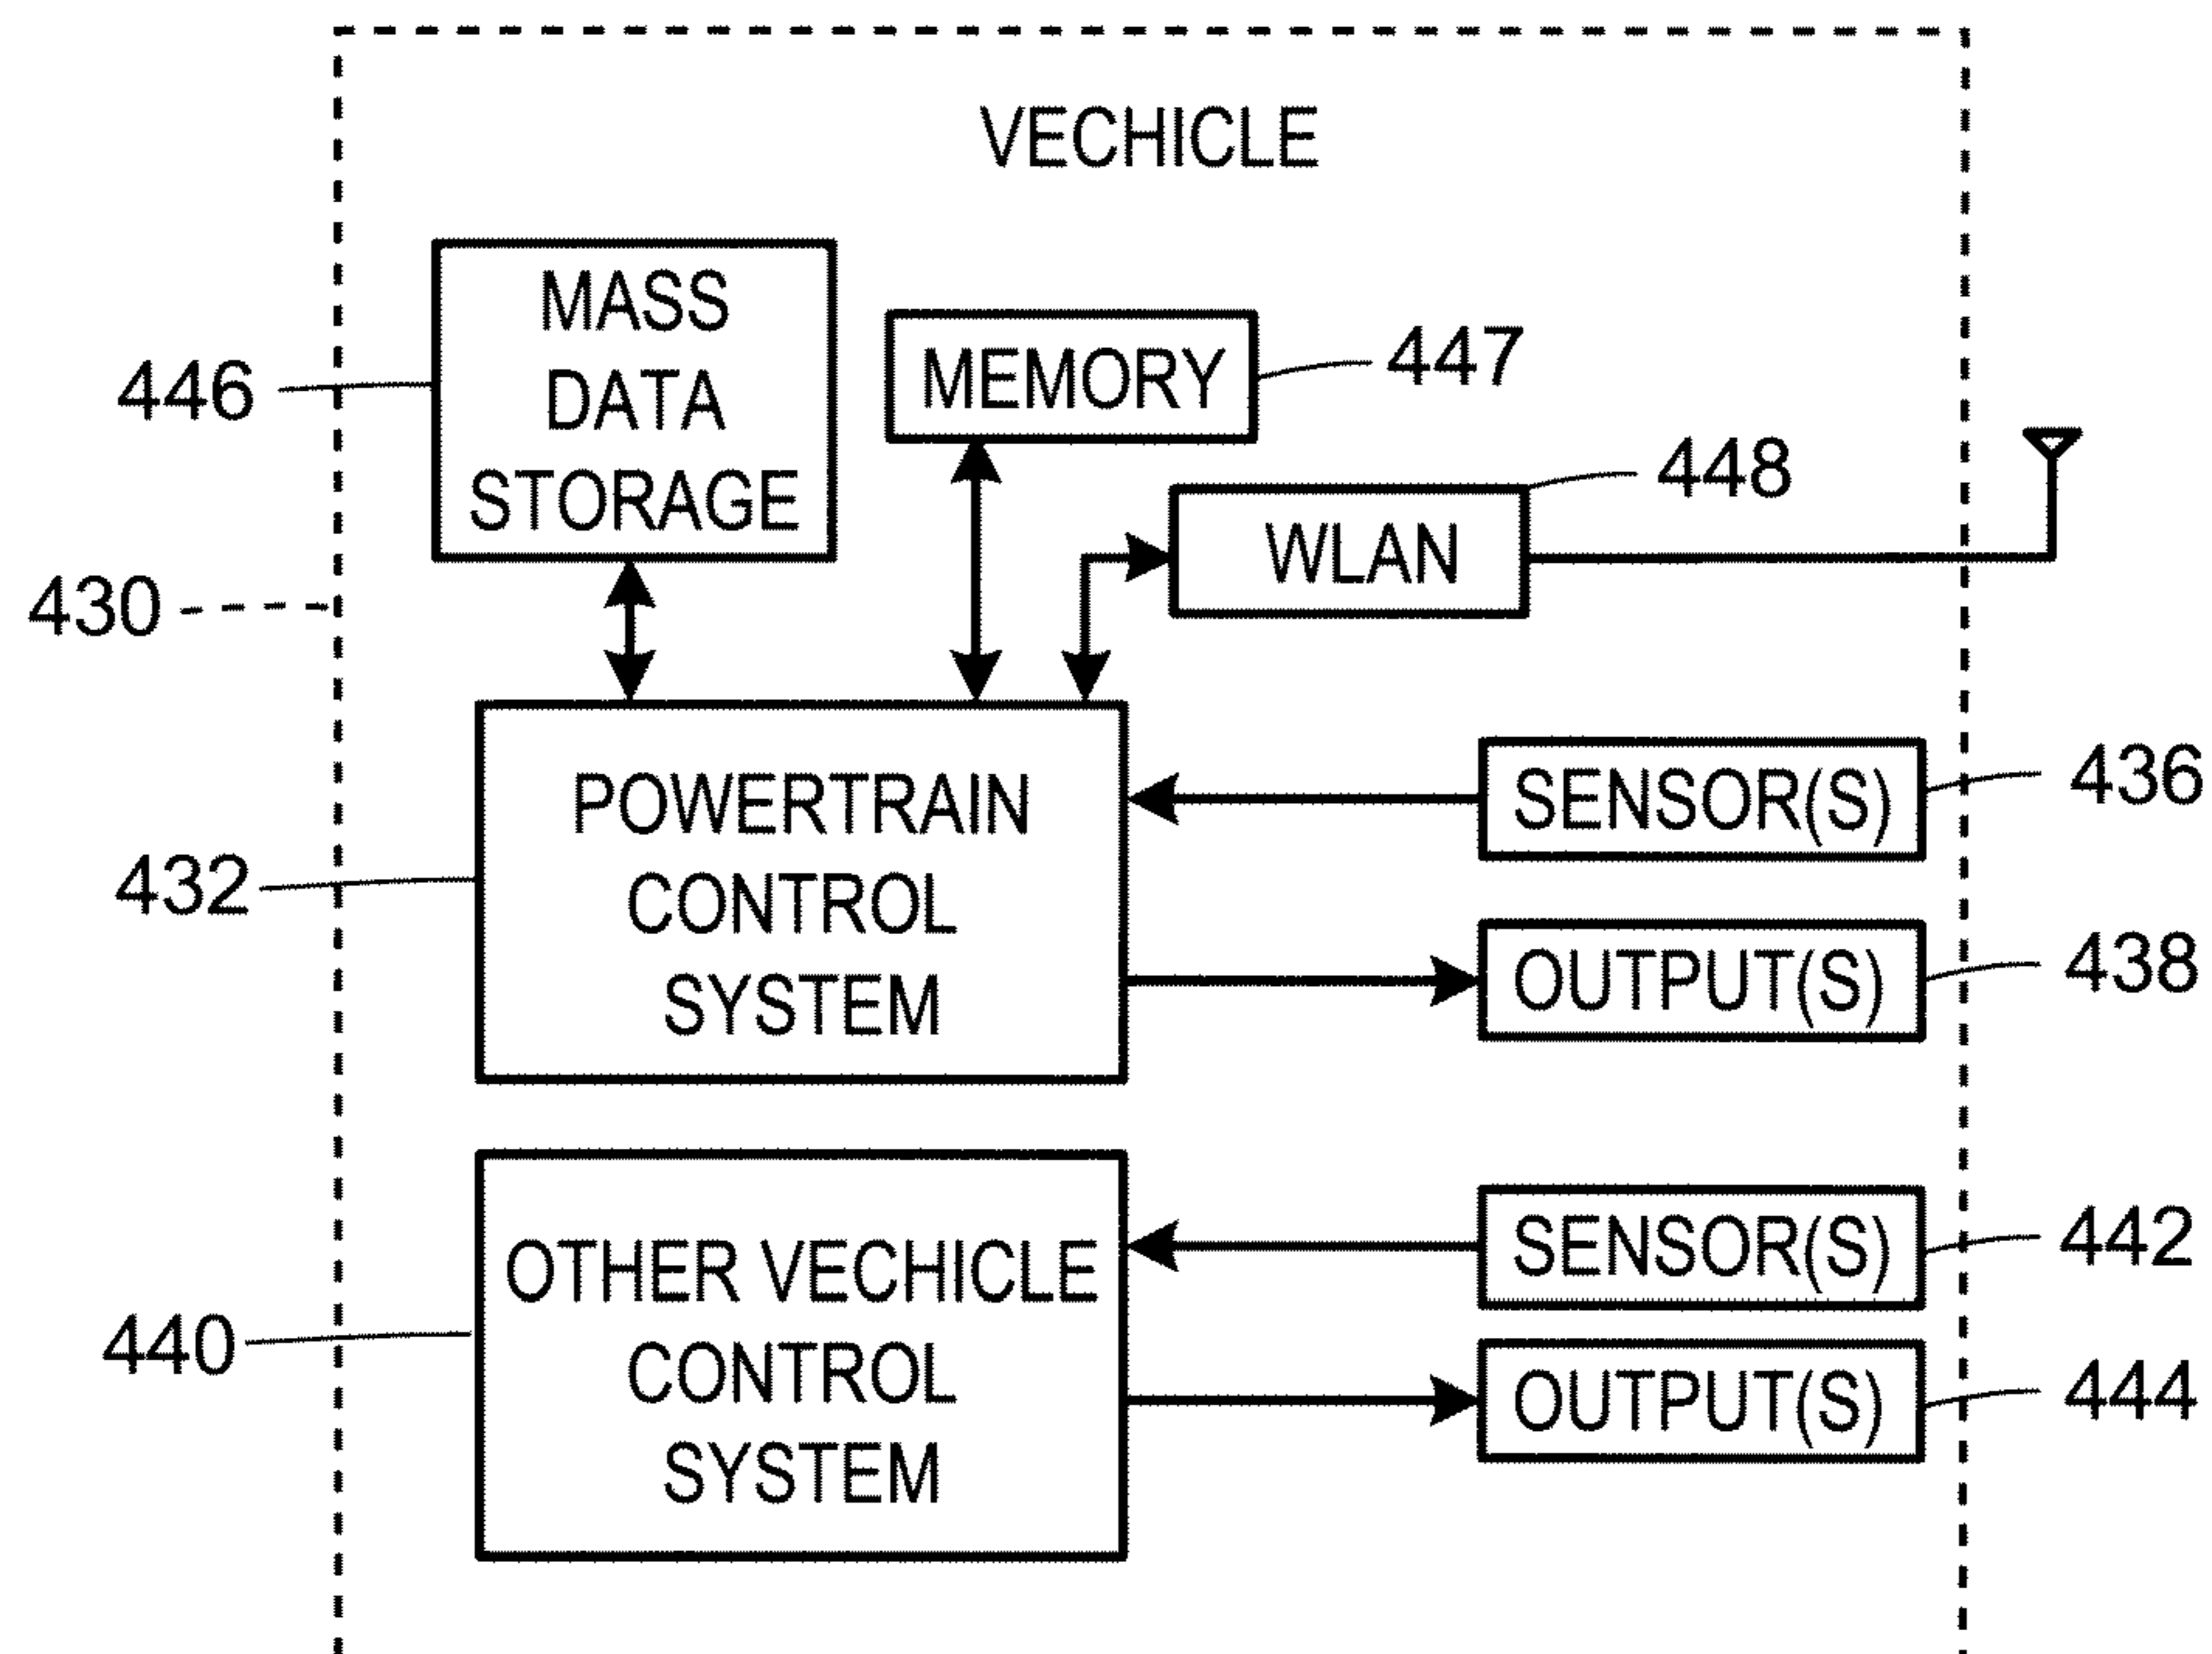 VECHICLE
MASS
DATA
STORAGE
446
MEMORY
447
448
WLAN
430
POWERTRAIN
CONTROL
SYSTEM
432
SENSOR(S)
436
OUTPUT(S)
438
OTHER VECHICLE
CONTROL
SYSTEM
440
SENSOR(S)
442
OUTPUT(S)
444